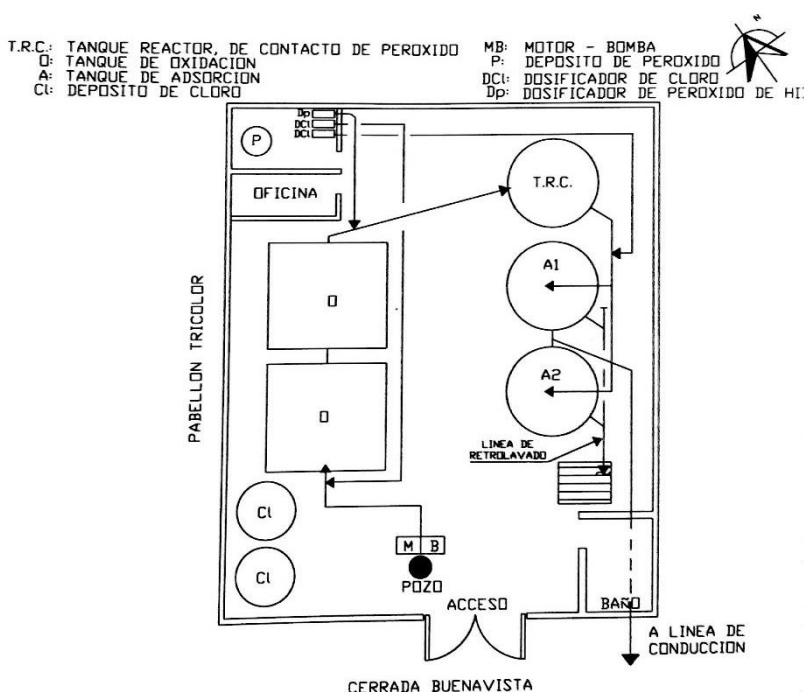 N
T.R.C.: TANQUE REACTOR, DE CONTACTO DE PEROXIDO
O: TANQUE DE OXIDACION
A: TANQUE DE ADSORCION
Cl: DEPOSITO DE CLORO
MB: MOTOR - BOMBA
P: DEPOSITO DE PEROXIDO
DCl: DOSIFICADOR DE CLORO
Dp: DOSIFICADOR DE PEROXIDO DE HI
Dp
DCl
DCl
P
OFICINA
T.R.C.
A1
O
A2
O
PABELLON TRICOLOR
LINEA DE
RETROLAVADO
Cl
Cl
M B
POZO
ACCESO
BAÑO
A LINEA DE
CONDUCCION
CERRADA BUENAVISTA